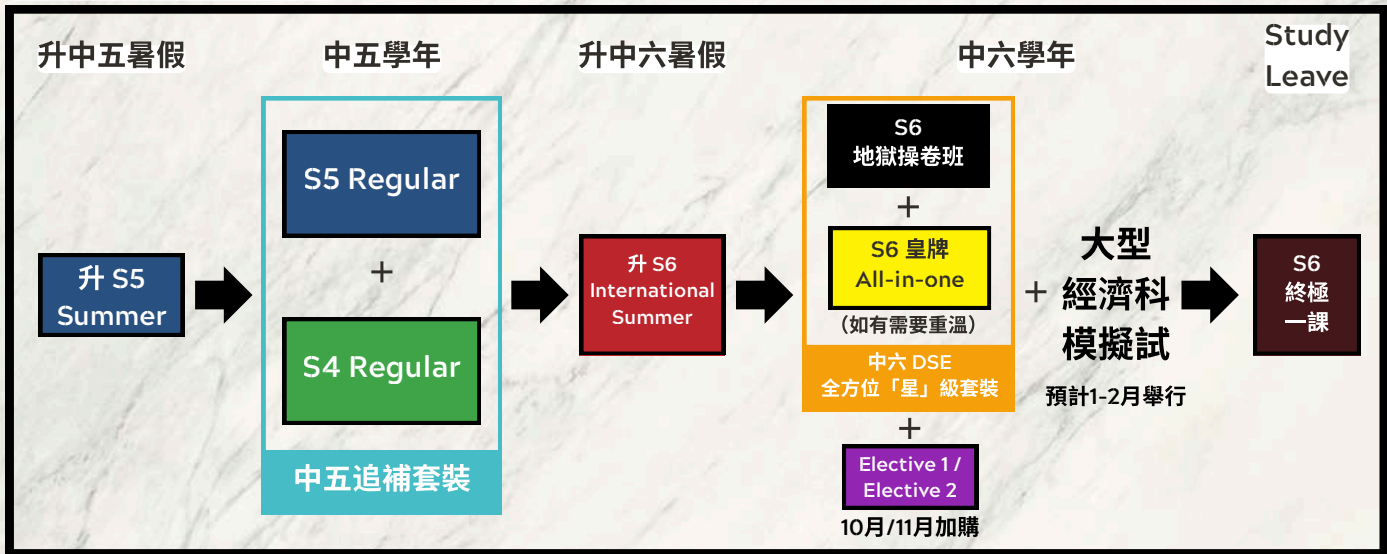 升中五暑假
中五學年
升中六暑假
中六學年
Study
Leave
升 S5
Summer
S5 Regular
+
S4 Regular
中五追補套裝
升 S6
International
Summer
S6
地獄操卷班
+
S6 皇牌
All-in-one
(如有需要重溫)
中六 DSE
全方位「星」級套裝
+
Elective 1 /
Elective 2
10月/11月加購
+
大型
經濟科
模擬試
預計1-2月舉行
S6
終極
一課